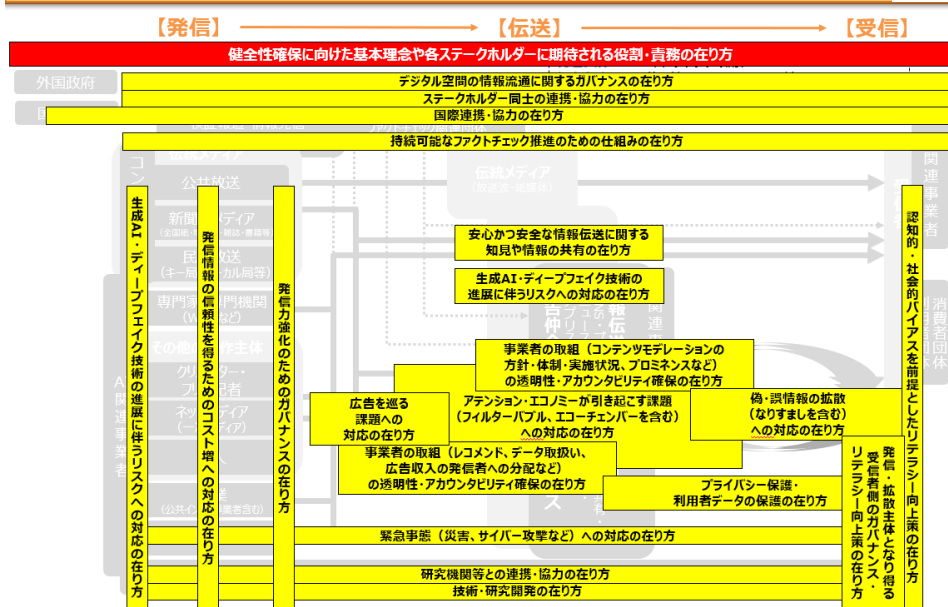 【発信】
【伝送】
【受信】
健全性確保に向けた基本理念や各ステークホルダーに期待される役割・責務の在り方
外国政府
デジタル空間の情報流通に関するガバナンスの在り方
ステークホルダー同士の連携・協力の在り方
国際連携・協力の在り方
持続可能なファクトチェック推進のための仕組みの在り方
伝統メディア
公共放送
伝統メディア
生成AI・ディープフェイク技術の進展に伴うリスクへの対応の在り方
発信情報の信頼性を得るためのコスト増への対応の在り方
発信力強化のためのガバナンスの在り方
安心かつ安全な情報伝送に関する
知見や情報の共有の在り方
生成AI・ディープフェイク技術の
進展に伴うリスクへの対応の在り方
事業者の取組（コンテンツモデレーションの
方針・体制・実施状況、プロミネンスなど）
の透明性・アカウンタビリティ確保の在り方
広告を巡る
課題への
対応の在り方
アテンション・エコノミーが引き起こす課題
（フィルターバブル、エコーチェンバーを含む）
への対応の在り方
偽・誤情報の拡散
（なりすましを含む）
への対応の在り方
事業者の取組（レコメンド、データ取扱い、
広告収入の発信者への分配など）
の透明性・アカウンタビリティ確保の在り方
プライバシー保護・
利用者データの保護の在り方
認知的・社会的バイアスを前提としたリテラシー向上策の在り方
発信・拡散主体となり得る
受信者側のガバナンス・
リテラシー向上策の在り方
緊急事態（災害、サイバー攻撃など）への対応の在り方
研究機関等との連携・協力の在り方
技術・研究開発の在り方
関連事業者
消費者団体